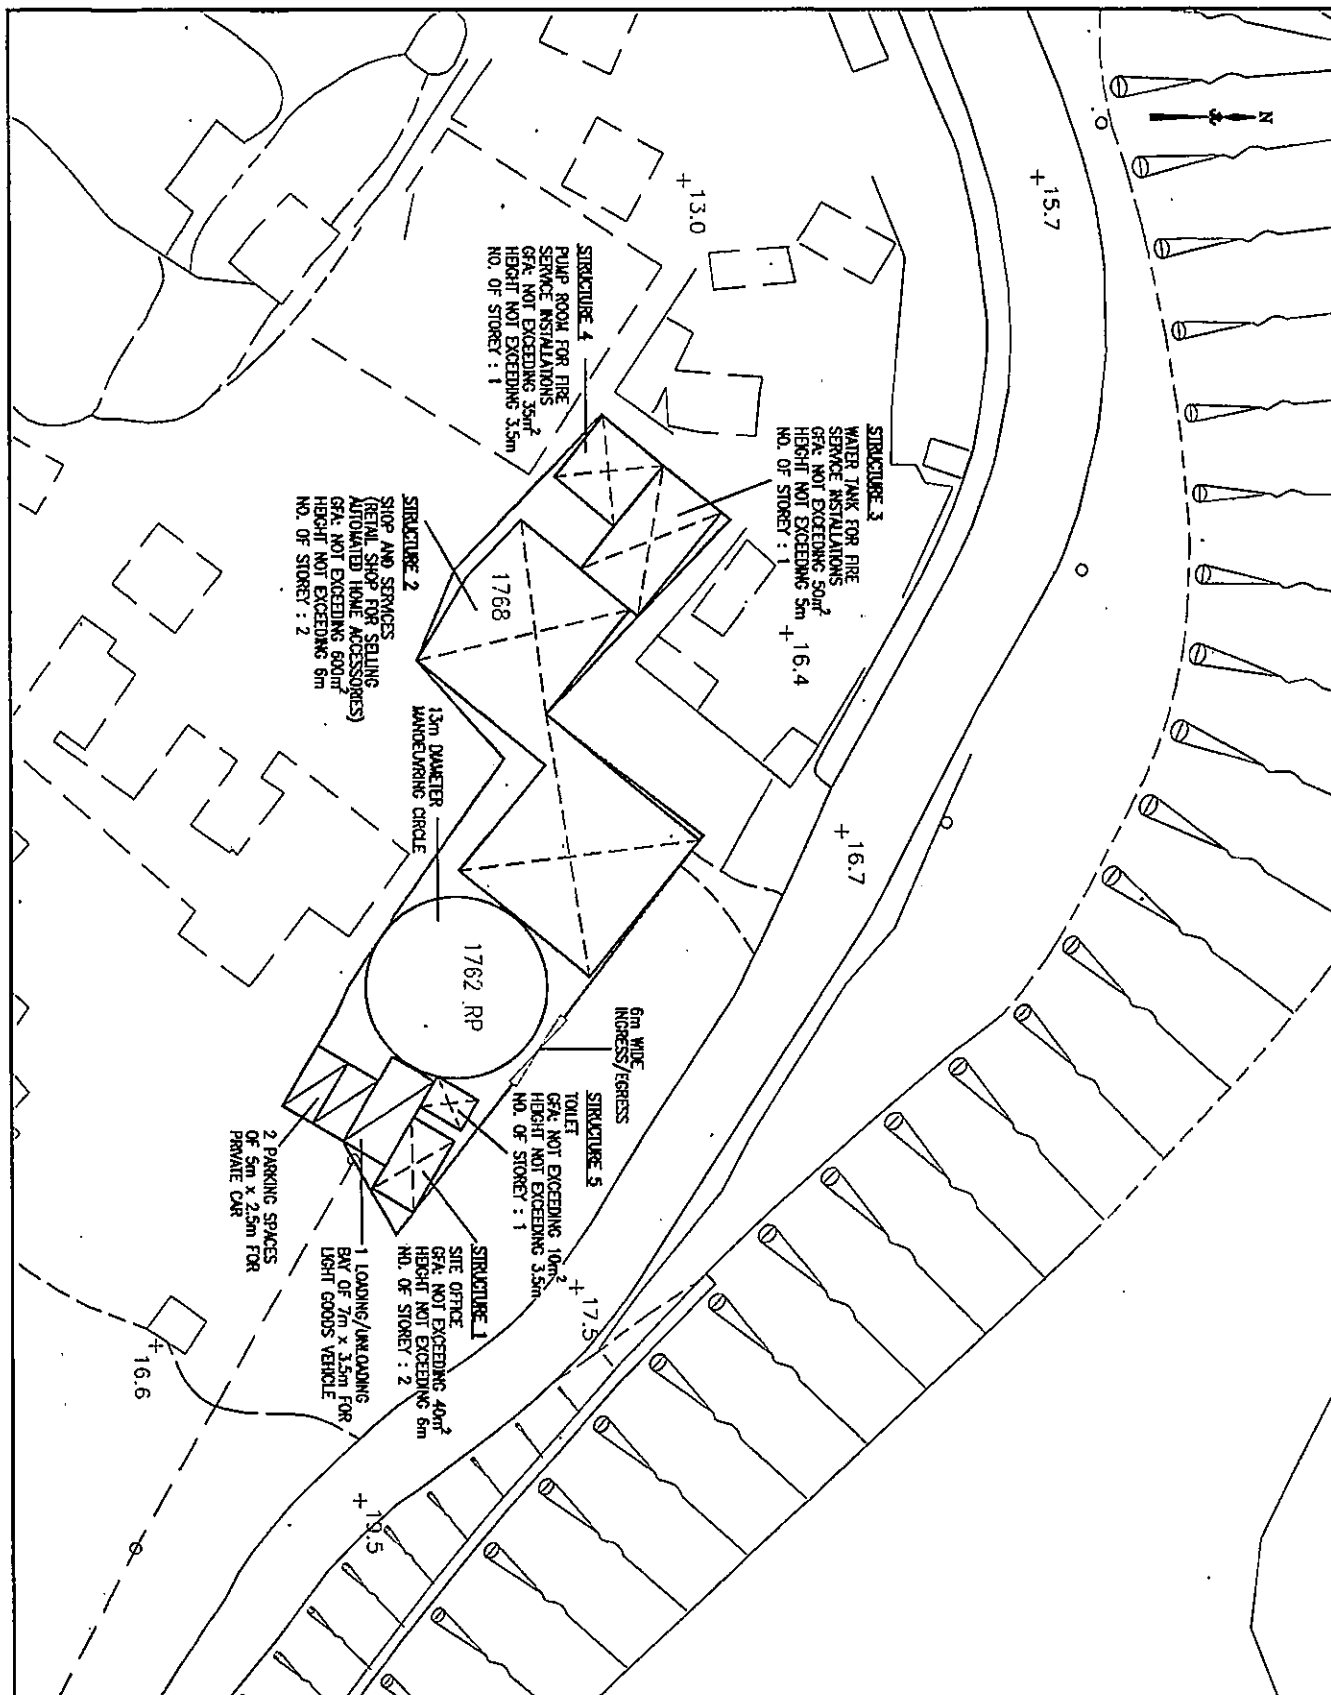 N
15.7
13.0
STRUCTURE 4
PUMP ROOM FOR FIRE
SERVICE INSTALLATIONS
GFA: NOT EXCEEDING 35m²
HEIGHT NOT EXCEEDING 3.5m
NO. OF STOREY : 1
STRUCTURE 3
WATER TANK FOR FIRE
SERVICE INSTALLATIONS
GFA: NOT EXCEEDING 50m²
HEIGHT NOT EXCEEDING 5m
NO. OF STOREY : 1
16.4
STRUCTURE 2
SHOP AND SERVICES
(RETAIL SHOP FOR SELLING
AUTOMATED HOME ACCESSORIES)
GFA: NOT EXCEEDING 600m²
HEIGHT NOT EXCEEDING 6m
NO. OF STOREY : 2
1768
13m DIAMETER
MANOEUVRING CIRCLE
16.7
1762 RP
6m WIDE
INGRESS/EGRESS
STRUCTURE 5
TOILET
GFA: NOT EXCEEDING 10m²
HEIGHT NOT EXCEEDING 3.5m
NO. OF STOREY : 1
17.5
STRUCTURE 1
SITE OFFICE
GFA: NOT EXCEEDING 40m²
HEIGHT NOT EXCEEDING 6m
NO. OF STOREY : 2
1 LOADING/UNLOADING
BAY OF 7m x 3.5m FOR
LIGHT GOODS VEHICLE
2 PARKING SPACES
OF 5m x 2.5m FOR
PRIVATE CAR
16.6
19.5